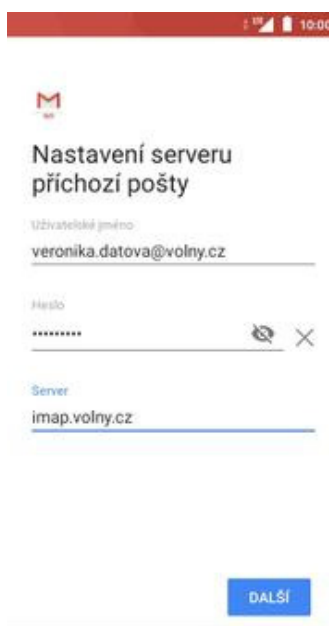 10:00
Nastavení serveru
příchozí pošty
Uživatelské jméno
veronika.datova@volny.cz
Heslo
•••••••••
Server
imap.volny.cz
DALŠÍ